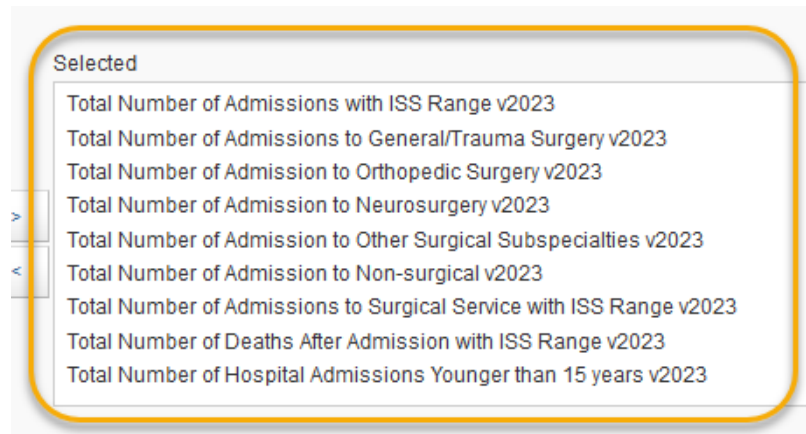 Selected
Total Number of Admissions with ISS Range v2023
Total Number of Admissions to General/Trauma Surgery v2023
Total Number of Admission to Orthopedic Surgery v2023
Total Number of Admission to Neurosurgery v2023
>
Total Number of Admission to Other Surgical Subspecialties v2023
<
Total Number of Admission to Non-surgical v2023
Total Number of Admissions to Surgical Service with ISS Range v2023
Total Number of Deaths After Admission with ISS Range v2023
Total Number of Hospital Admissions Younger than 15 years v2023